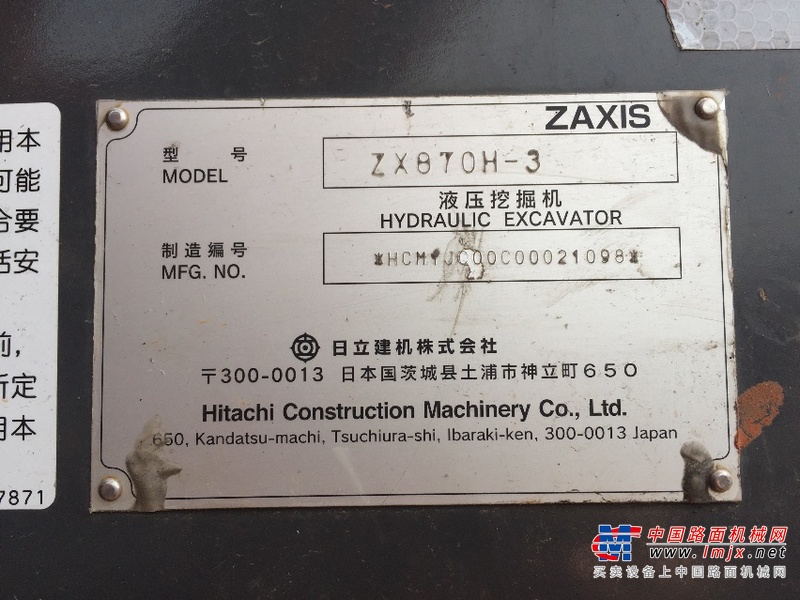 ZAXIS
型 号
MODEL
ZX870H-3
液压挖掘机
HYDRAULIC EXCAVATOR
制造編号
MFG. NO.
*HCM1JC00C00021098*
日立建机株式会社
〒300-0013 日本国茨城县土浦市神立町650
Hitachi Construction Machinery Co., Ltd.
650, Kandatsu-machi, Tsuchiura-shi, Ibaraki-ken, 300-0013 Japan
用本
可能
合要
括安
前,
所定
用本
7871
中国路面机械网
www.lmjx.net
买卖设备上中国路面机械网